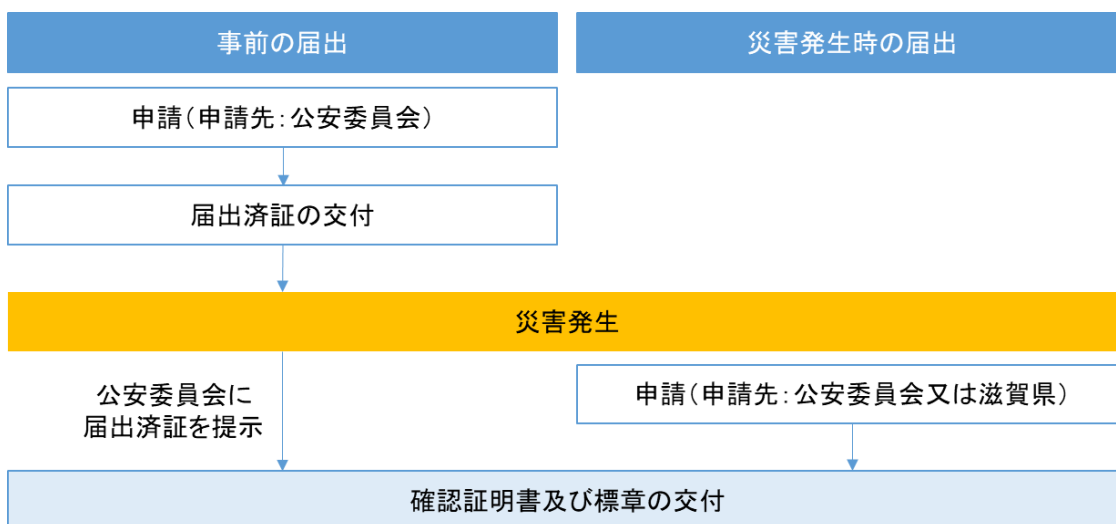 事前の届出
災害発生時の届出
申請(申請先:公安委員会)
届出済証の交付
災害発生
公安委員会に
届出済証を提示
申請(申請先:公安委員会又は滋賀県)
確認証明書及び標章の交付